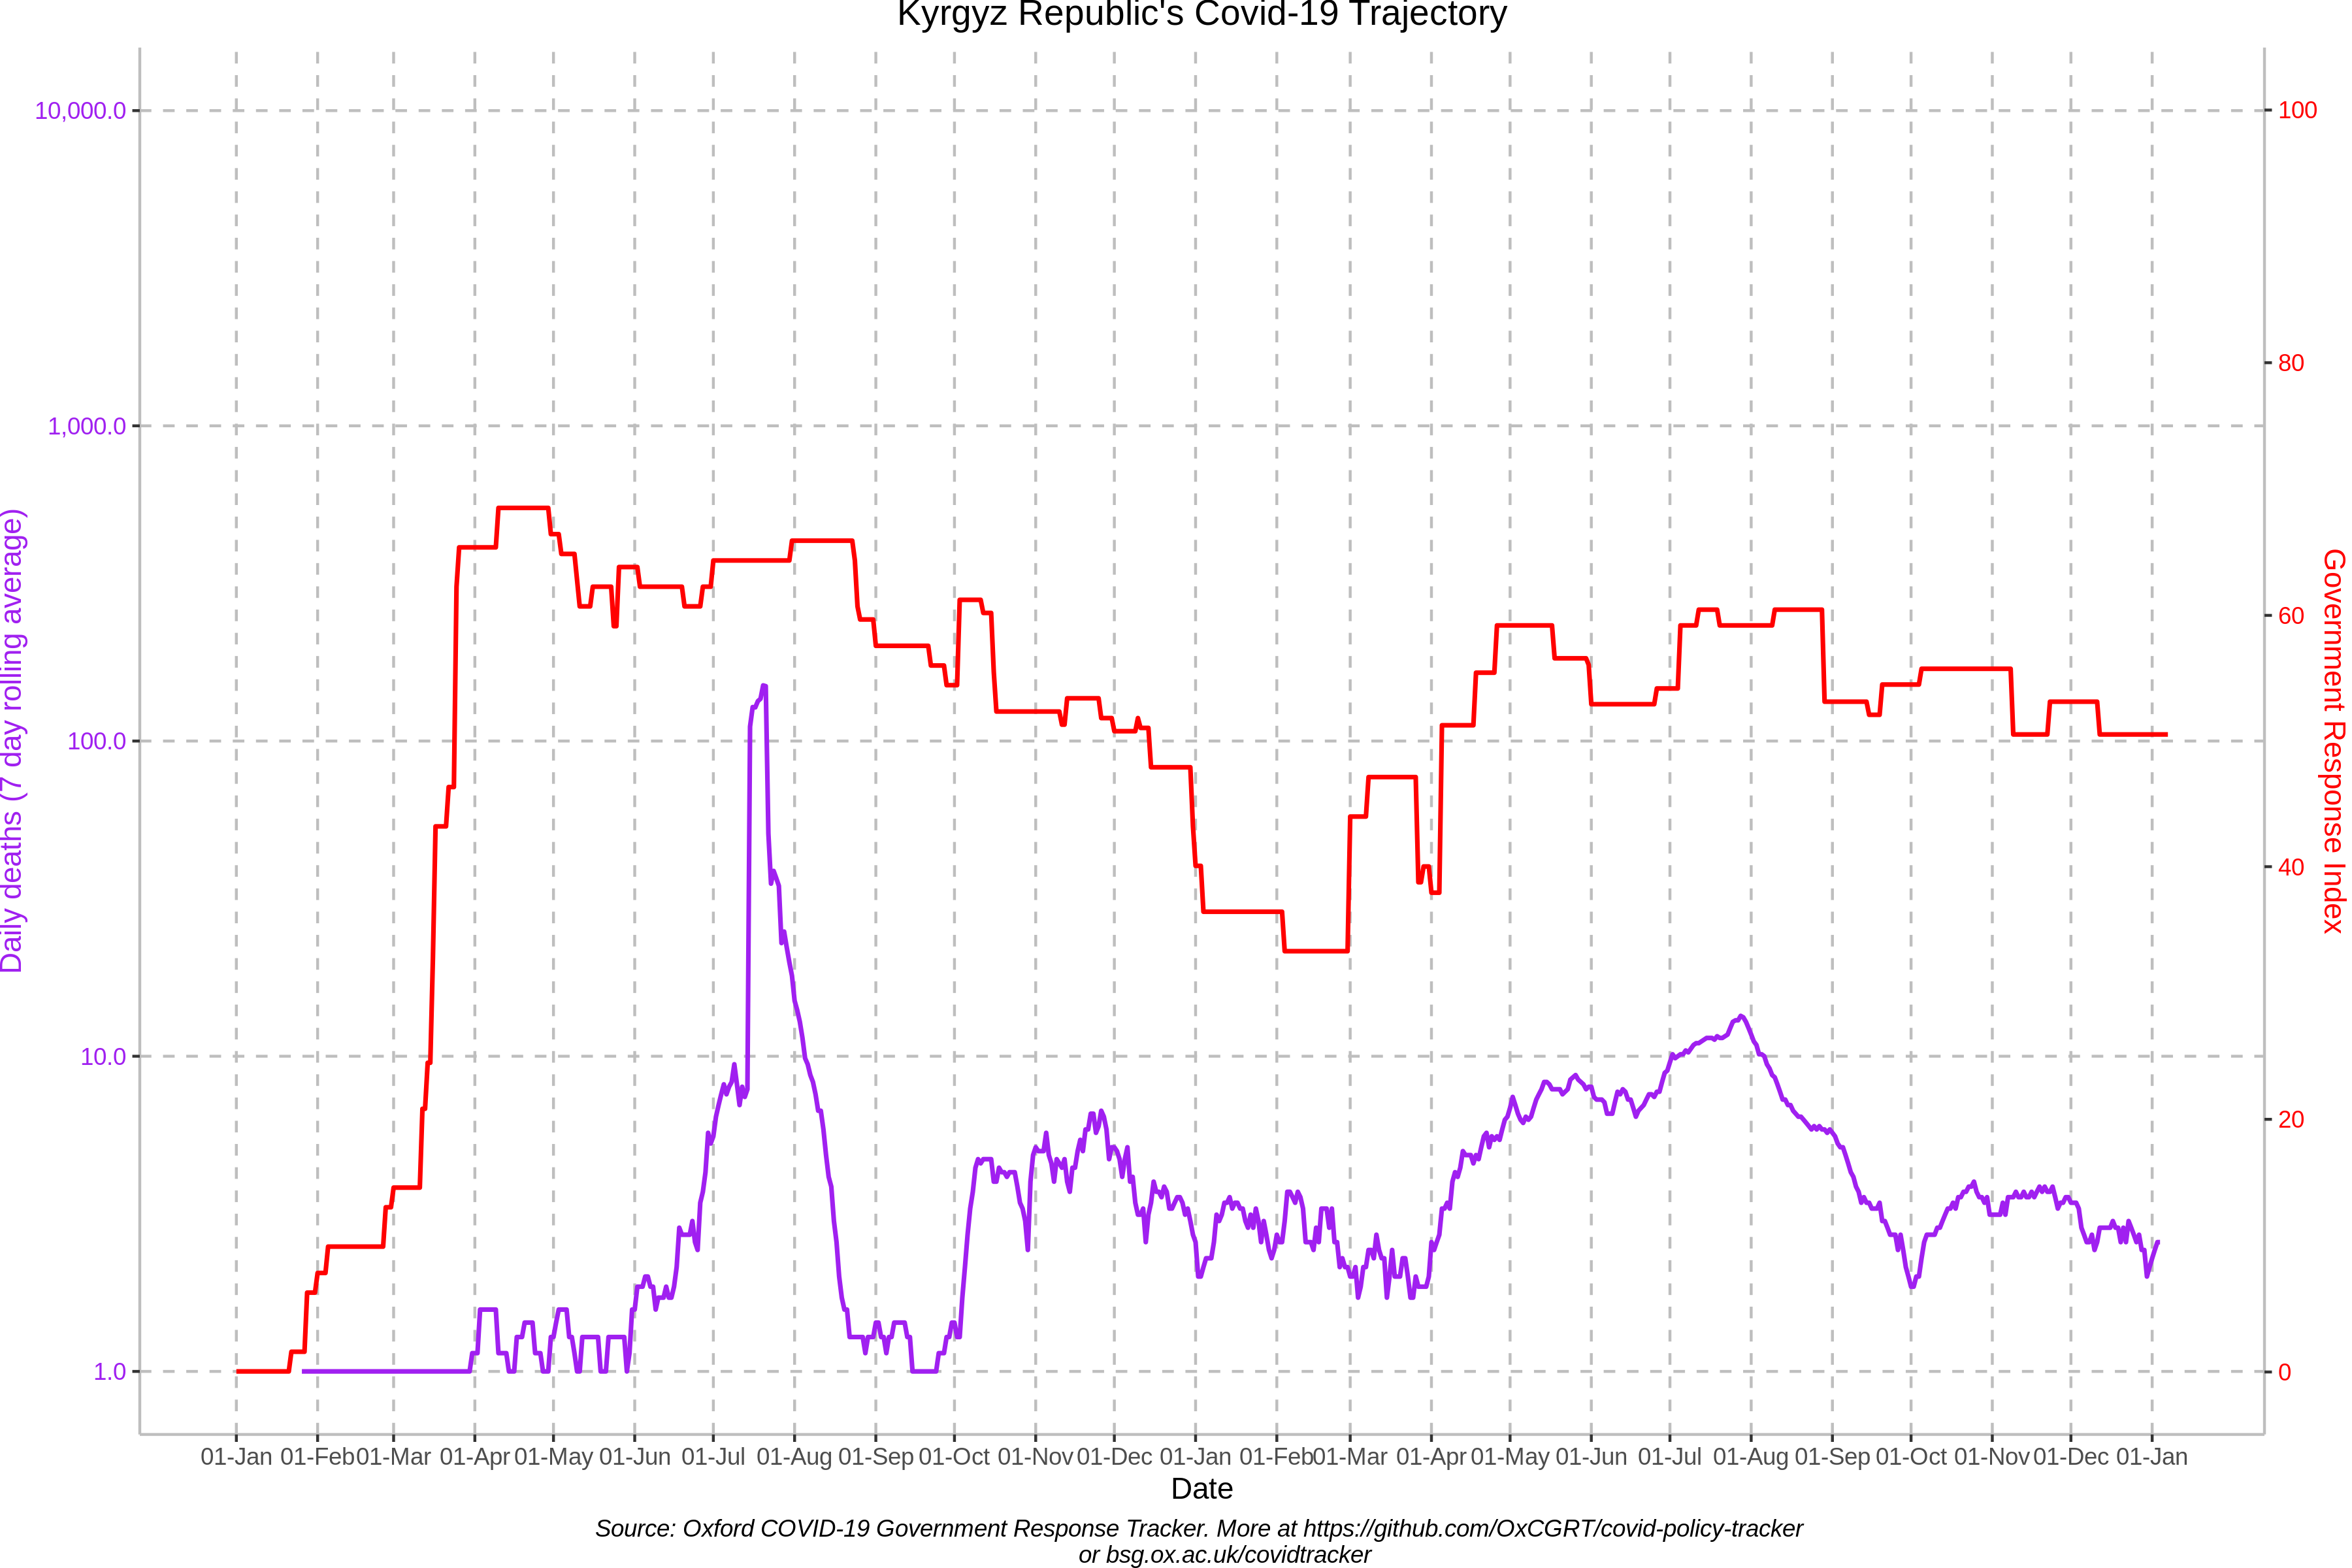 Kyrgyz Republic's Covid-19 Trajectory
10,000.0
1,000.0
100.0
10.0
1.0
Daily deaths (7 day rolling average)
100
80
60
40
20
0
Government Response Index
01-Jan 01-Feb 01-Mar 01-Apr 01-May 01-Jun 01-Jul 01-Aug 01-Sep 01-Oct 01-Nov 01-Dec 01-Jan 01-Feb 01-Mar 01-Apr 01-May 01-Jun 01-Jul 01-Aug 01-Sep 01-Oct 01-Nov 01-Dec 01-Jan
Date
Source: Oxford COVID-19 Government Response Tracker. More at https://github.com/OxCGRT/covid-policy-tracker
or bsg.ox.ac.uk/covidtracker